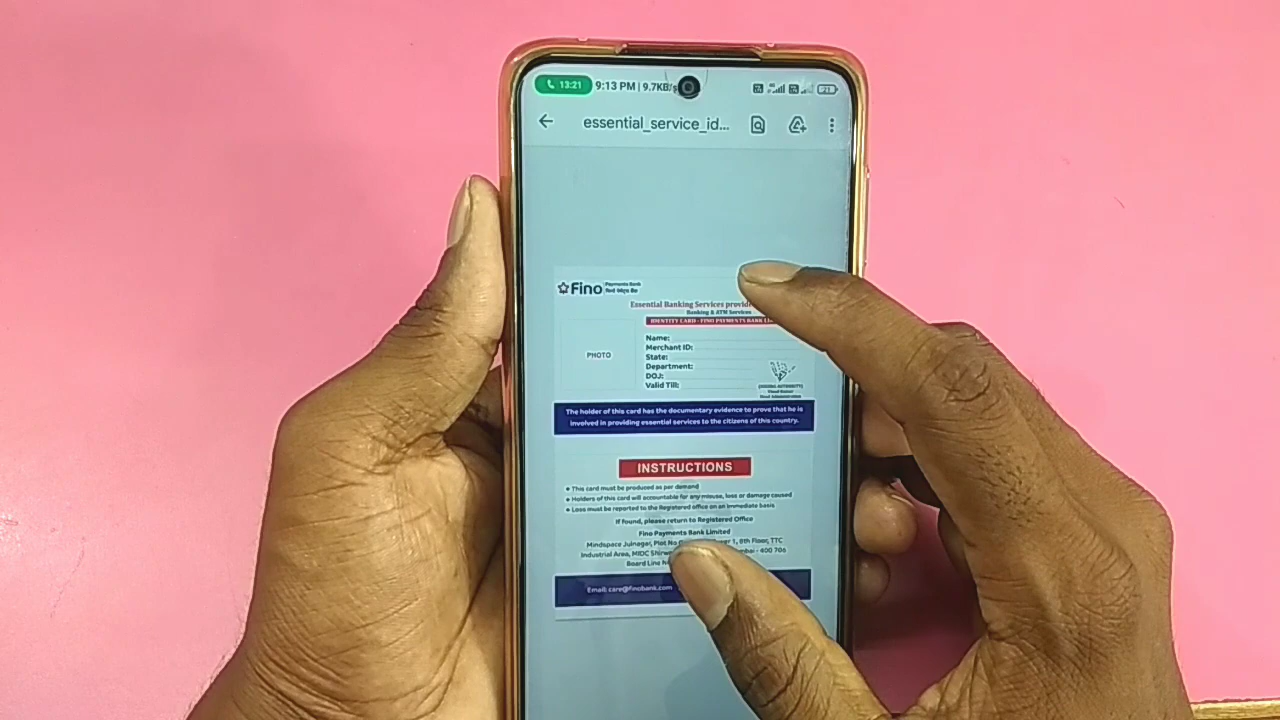 13:21 9:13 PM | 9.7KB/s
21
essential_service_id...
Fino Payments Bank
Essential Banking Services
Banking & ATM Services
IDENTITY CARD - FINO PAYMENTS BANK
PHOTO
Name:
Merchant ID:
State:
Department:
DOJ:
Valid Till:
The holder of this card has the documentary evidence to prove that he is
involved in providing essential services to the citizens of this country.
INSTRUCTIONS
• This card must be produced as per demand
• Holders of this card will accountable for any misuse, loss or damage caused
• Loss must be reported to the Registered office on an immediate basis
If found, please return to Registered Office
Fino Payments Bank Limited
Mindspace Juinagar, Plot No 1, 8th Floor, TTC
Industrial Area, MIDC - 400 706
Board Line
Email: care@finobank.com